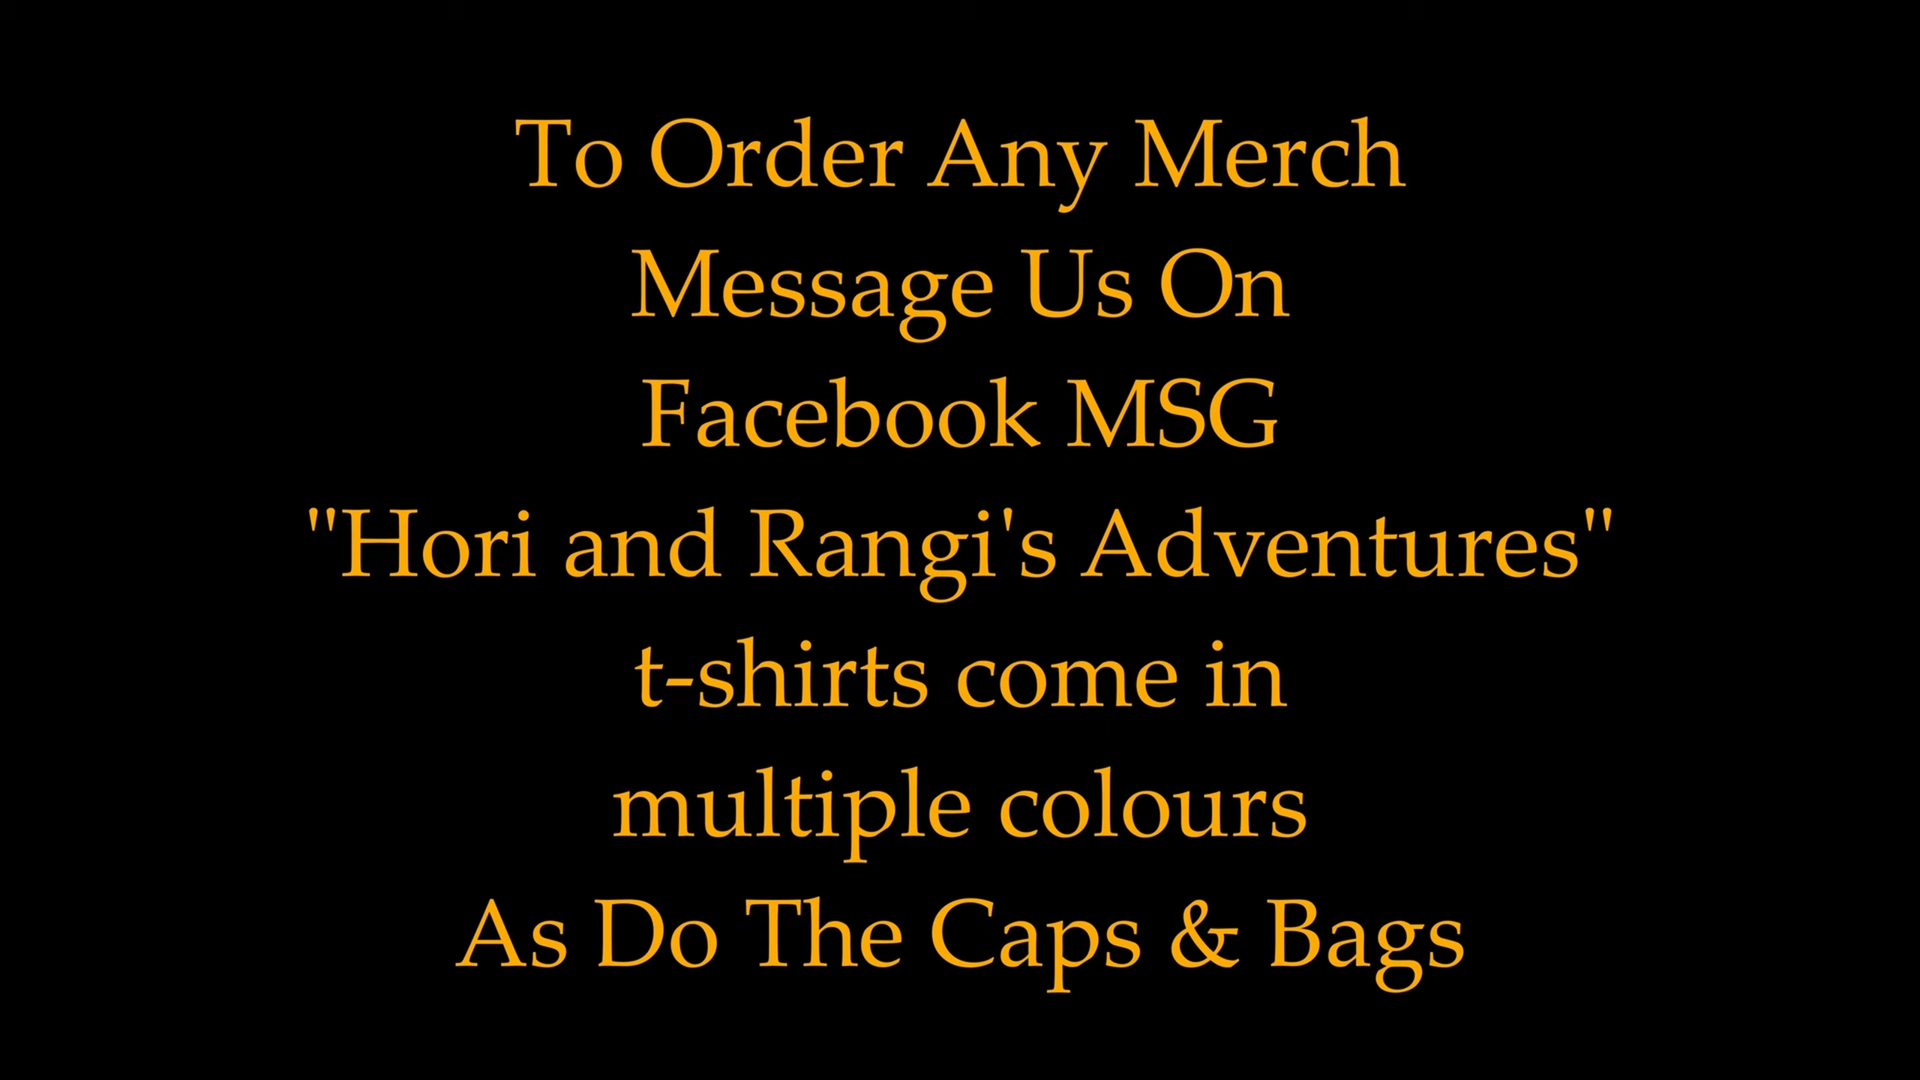 To Order Any Merch
Message Us On
Facebook MSG
"Hori and Rangi's Adventures"
t-shirts come in
multiple colours
As Do The Caps & Bags